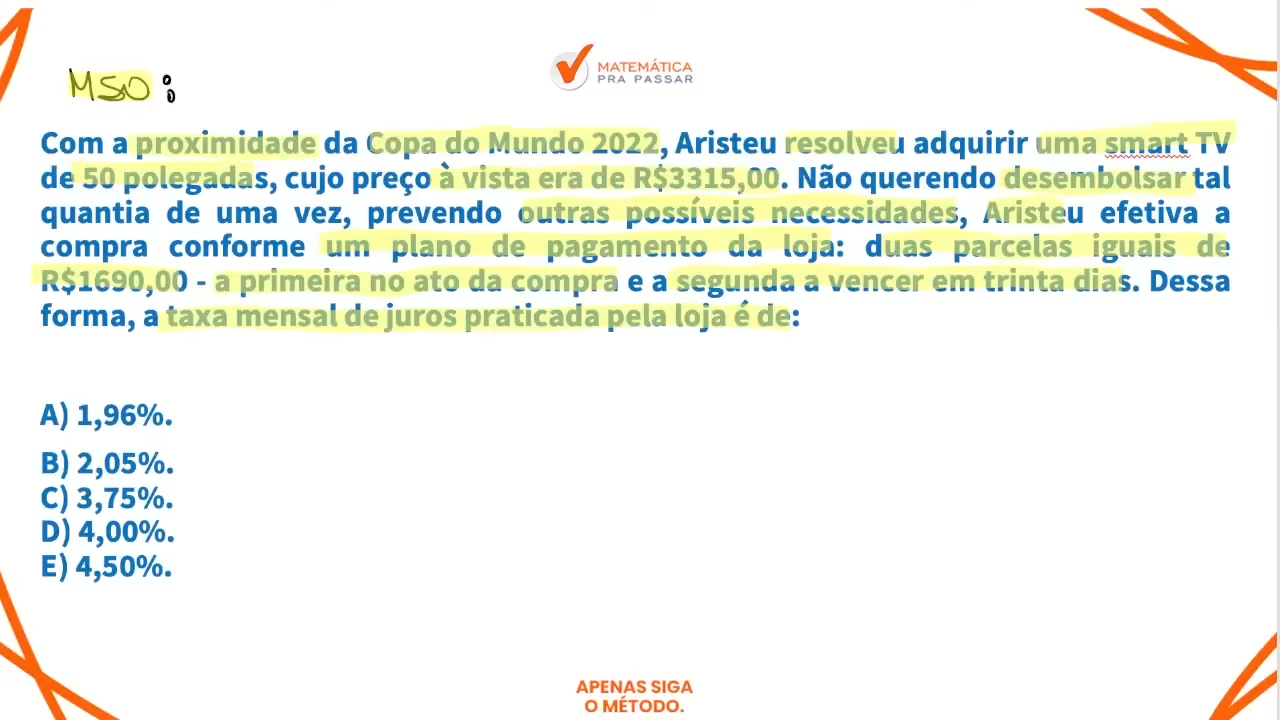 MATEMÁTICA
PRA PASSAR
MSO:
Com a proximidade da Copa do Mundo 2022, Aristeu resolveu adquirir uma smart TV
de 50 polegadas, cujo preço à vista era de R$3315,00. Não querendo desembolsar tal
quantia de uma vez, prevendo outras possíveis necessidades, Aristeu efetiva a
compra conforme um plano de pagamento da loja: duas parcelas iguais de
R$1690,00 - a primeira no ato da compra e a segunda a vencer em trinta dias. Dessa
forma, a taxa mensal de juros praticada pela loja é de:
A) 1,96%.
B) 2,05%.
C) 3,75%.
D) 4,00%.
E) 4,50%.
APENAS SIGA
O MÉTODO.